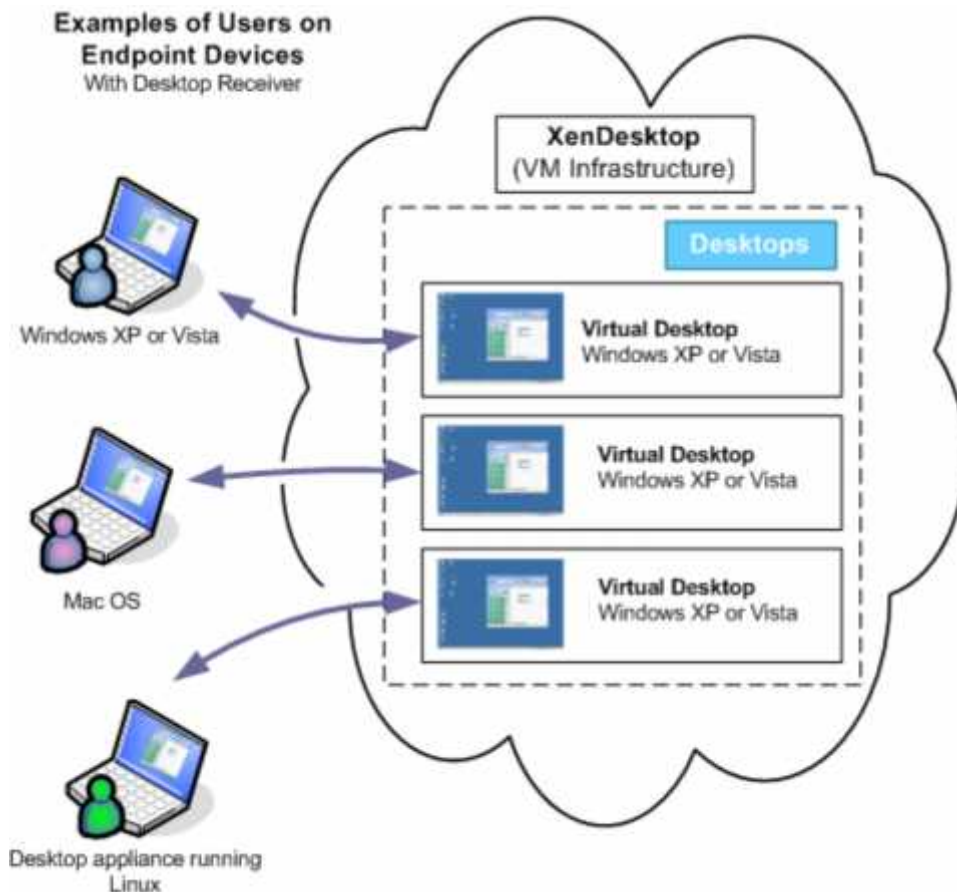 Examples of Users on
Endpoint Devices
With Desktop Receiver
XenDesktop
(VM Infrastructure)
Desktops
Virtual Desktop
Windows XP or Vista
Windows XP or Vista
Virtual Desktop
Windows XP or Vista
Mac OS
Virtual Desktop
Windows XP or Vista
Desktop appliance running
Linux